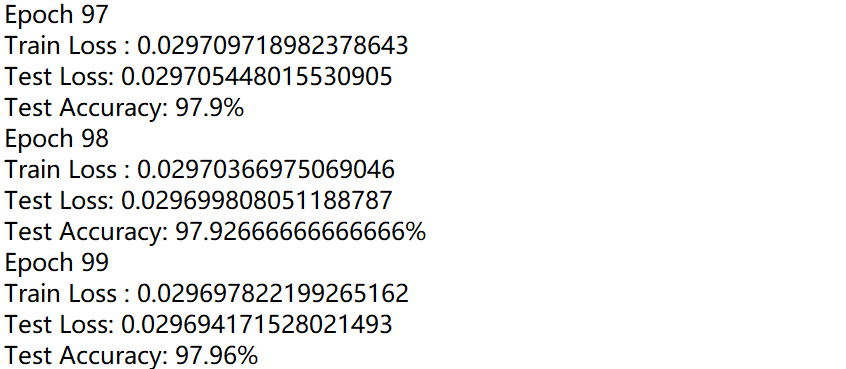 Epoch 97
Train Loss : 0.029709718982378643
Test Loss: 0.029705448015530905
Test Accuracy: 97.9%
Epoch 98
Train Loss : 0.02970366975069046
Test Loss: 0.029699808051188787
Test Accuracy: 97.92666666666666%
Epoch 99
Train Loss : 0.029697822199265162
Test Loss: 0.029694171528021493
Test Accuracy: 97.96%